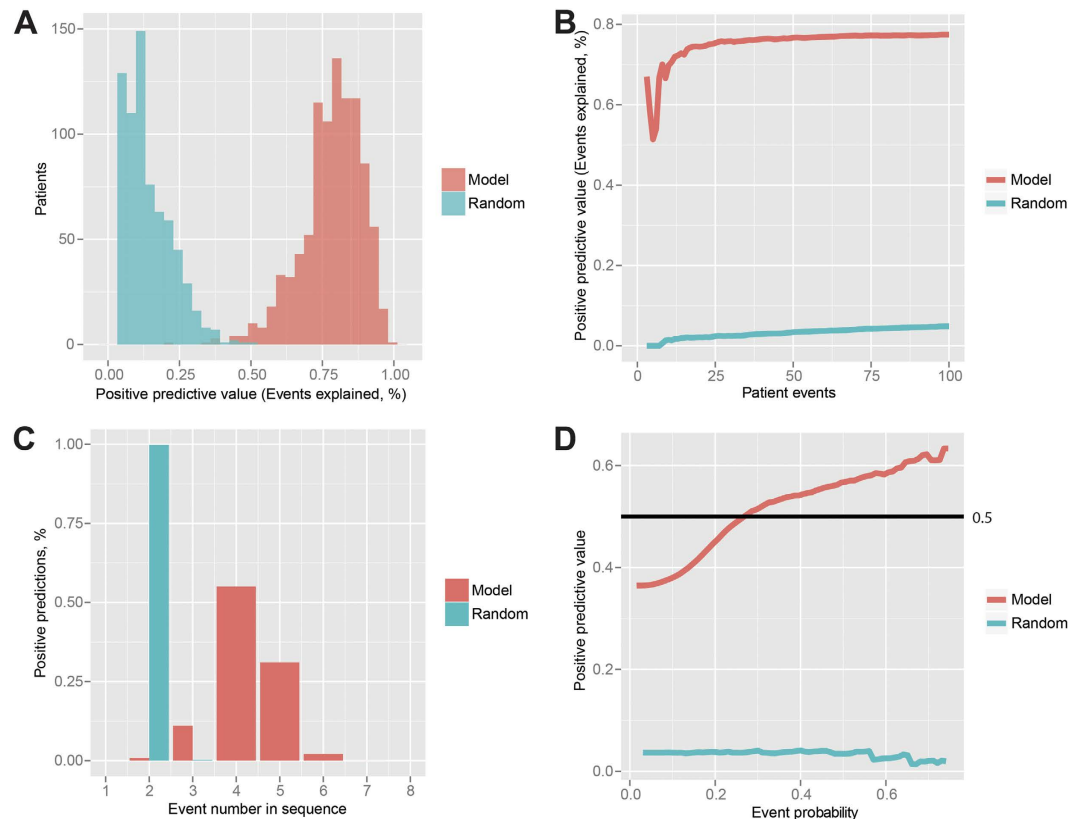 A
Patients
150
100
50
0
0.00 0.25 0.50 0.75 1.00
Positive predictive value (Events explained, %)
Model
Random
B
Positive predictive value (Events explained, %)
0.8
0.6
0.4
0.2
0.0
0 25 50 75 100
Patient events
Model
Random
C
Positive predictions, %
1.00
0.75
0.50
0.25
0.00
1 2 3 4 5 6 7 8
Event number in sequence
Model
Random
D
Positive predictive value
0.6
0.4
0.2
0.0
0.5
0.0 0.2 0.4 0.6
Event probability
Model
Random